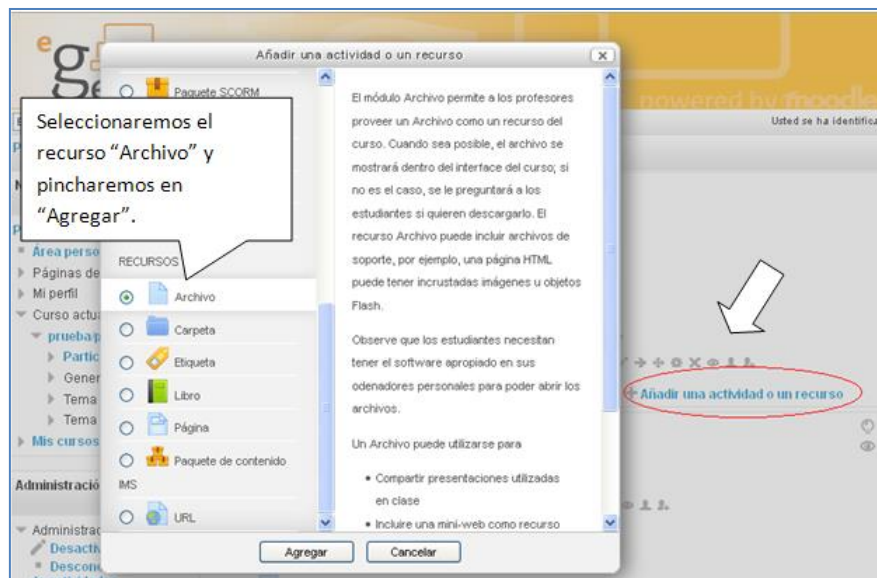 e
ge
Añadir una actividad o un recurso
x
powered by moodle
Paquete SCORM
Usted se ha identifica
Seleccionaremos el
recurso “Archivo” y
pincharemos en
“Agregar”.
El módulo Archivo permite a los profesores
proveer un Archivo como un recurso del
curso. Cuando sea posible, el archivo se
mostrará dentro del interface del curso; si
no es el caso, se le preguntará a los
estudiantes si quieren descargarlo. El
recurso Archivo puede incluir archivos de
soporte, por ejemplo, una página HTML
puede tener incrustadas imágenes u objetos
Flash.
Observe que los estudiantes necesitan
tener el software apropiado en sus
odenadores personales para poder abrir los
archivos.
Un Archivo puede utilizarse para
• Compartir presentaciones utilizadas
en clase
• Incluire una mini-web como recurso
RECURSOS
Archivo
Carpeta
Etiqueta
Libro
Página
Paquete de contenido
IMS
URL
Agregar
Cancelar
Añadir una actividad o un recurso
Área perso
Páginas de
Mi perfil
Curso actu
prueba/p
Partic
Gener
Tema
Tema
Mis cursos
Administració
Administrac
Desacti
Descon